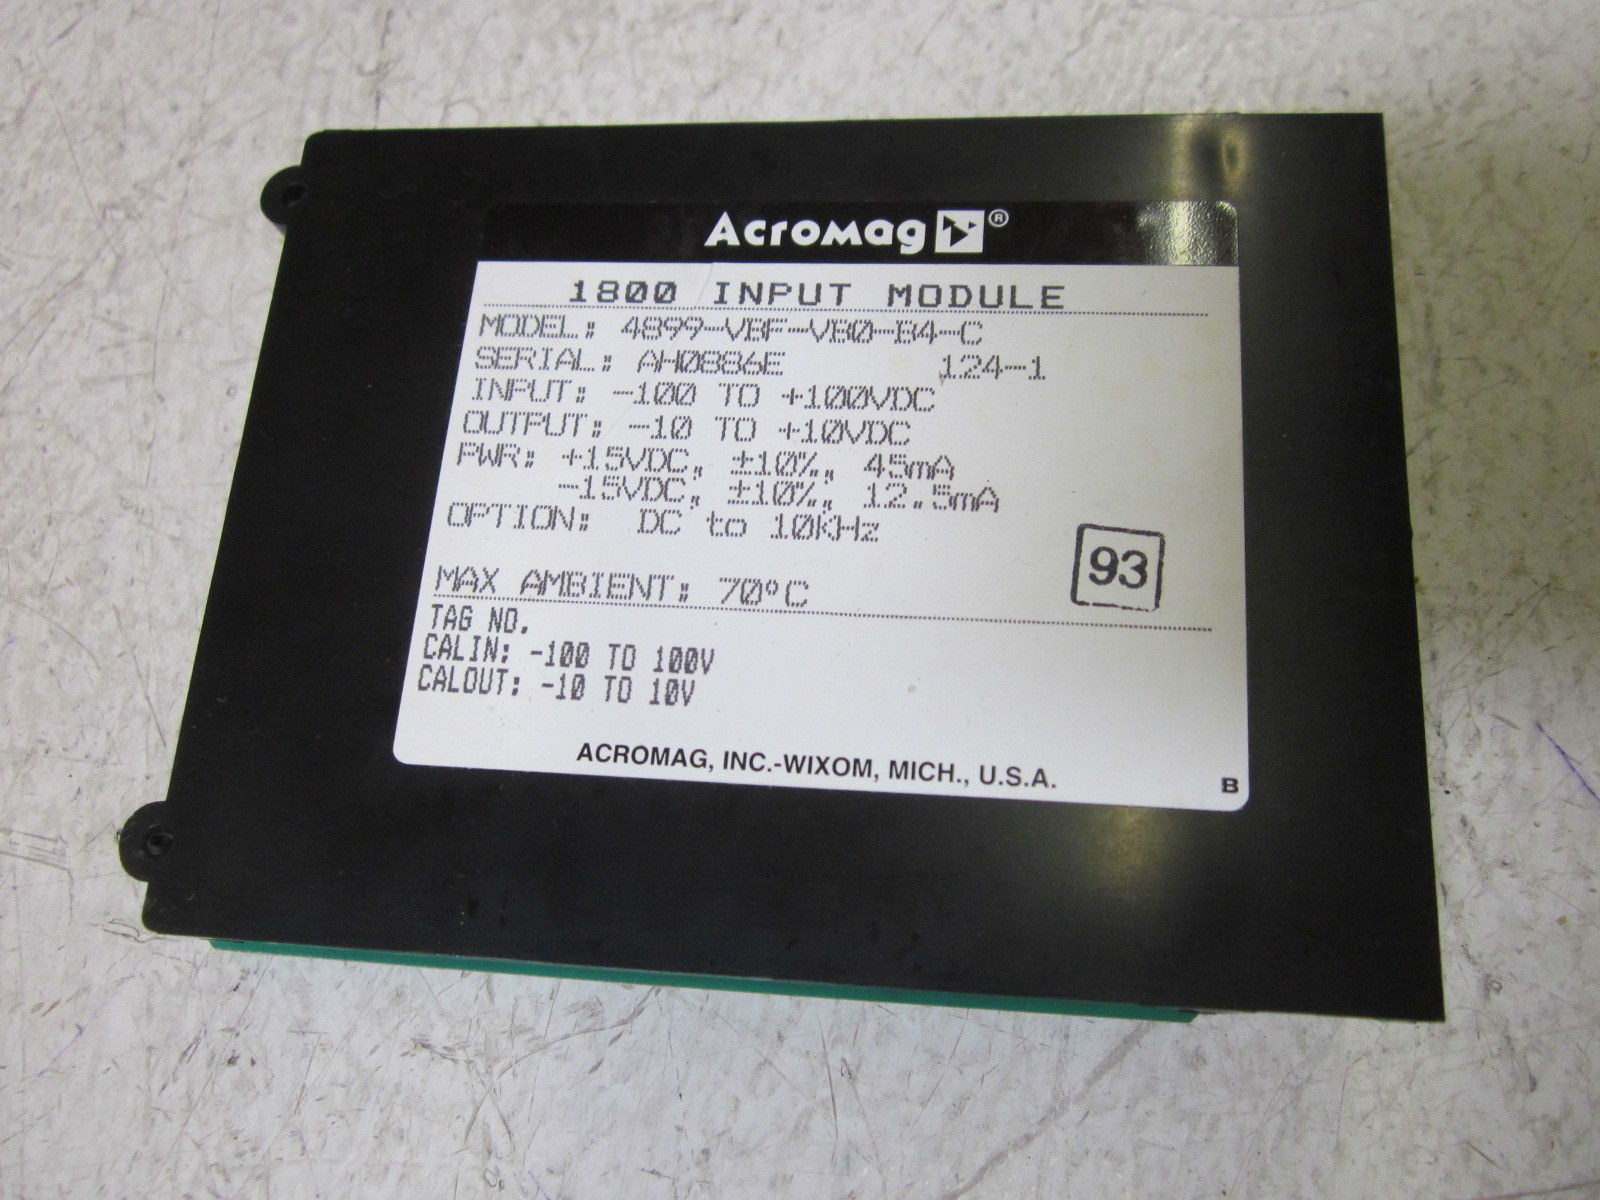 Acromag ®
1800 INPUT MODULE
MODEL: 4899-VBF-VB0-B4-C
SERIAL: AH0886E 124-1
INPUT: -100 TO +100VDC
OUTPUT: -10 TO +10VDC
PWR: +15VDC, ±10%, 45mA
-15VDC, ±10%, 12.5mA
OPTION: DC to 10KHz
93
MAX AMBIENT: 70°C
TAG NO.
CALIN: -100 TO 100V
CALOUT: -10 TO 10V
ACROMAG, INC.-WIXOM, MICH., U.S.A.
B